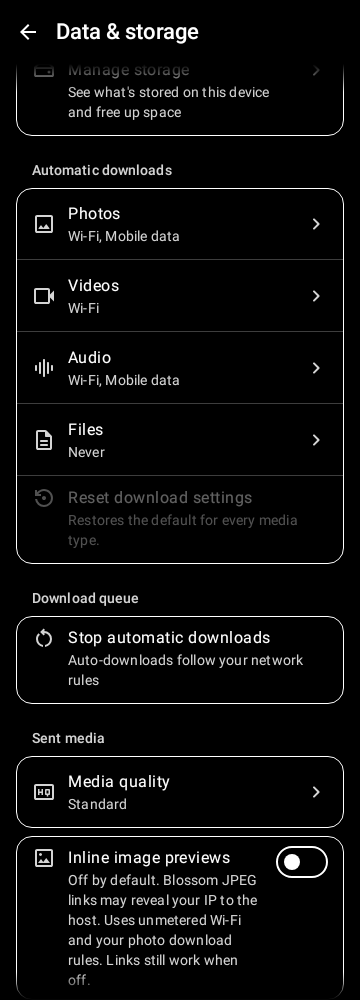 Data & storage
Manage storage
See what's stored on this device
and free up space
Automatic downloads
Photos
Wi-Fi, Mobile data
Videos
Wi-Fi
Audio
Wi-Fi, Mobile data
Files
Never
Reset download settings
Restores the default for every media
type.
Download queue
Stop automatic downloads
Auto-downloads follow your network
rules
Sent media
HQ
Media quality
Standard
Inline image previews
Off by default. Blossom JPEG
links may reveal your IP to the
host. Uses unmetered Wi-Fi
and your photo download
rules. Links still work when
off.